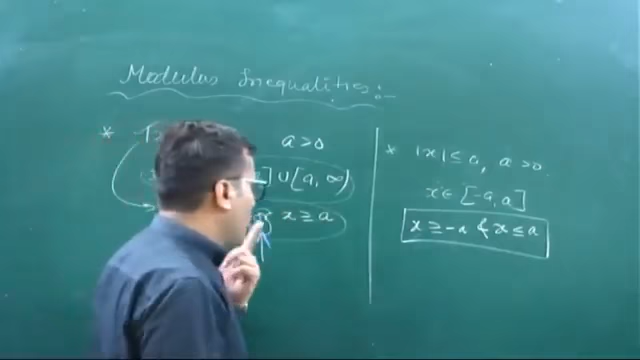 Modulus Inequalities:-
*
a>0
] ∪ [a, ∞)
x ≥ a
* |x| ≤ a, a>0
x ∈ [-a, a]
x ≥ -a & x ≤ a